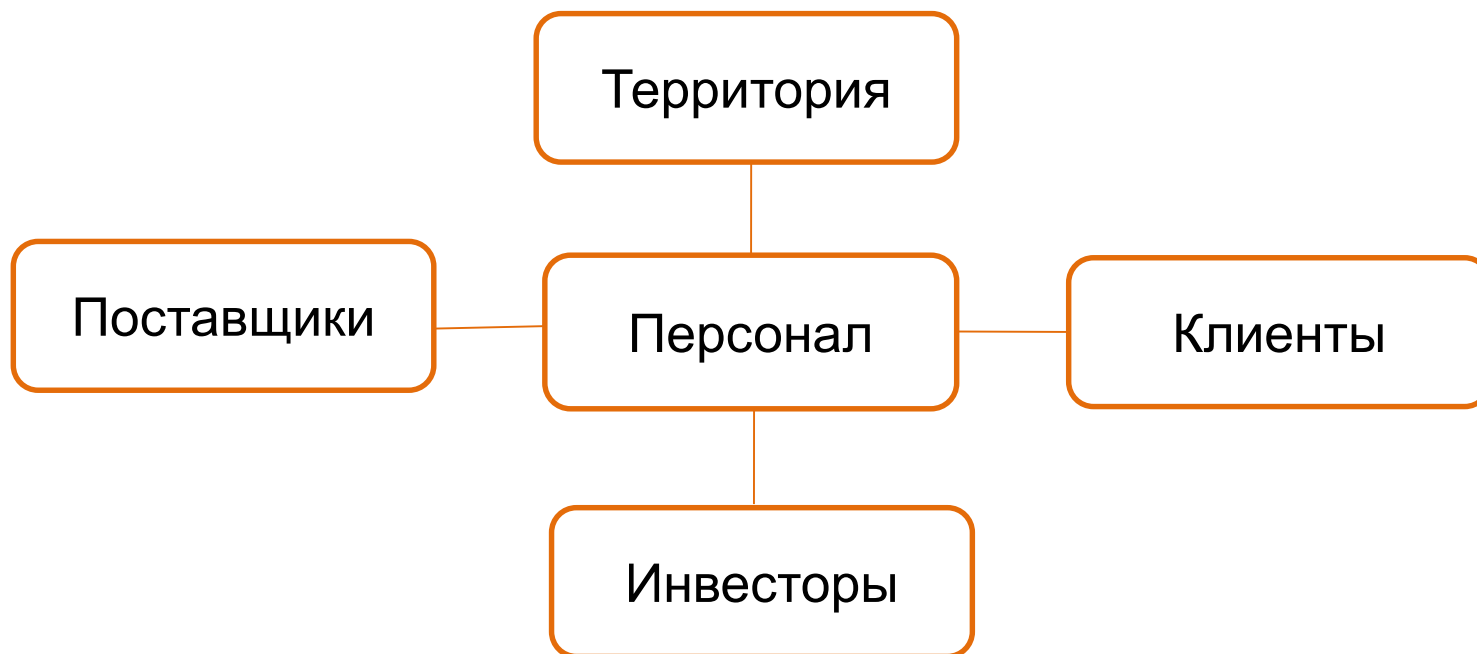 Территория
Поставщики
Персонал
Клиенты
Инвесторы